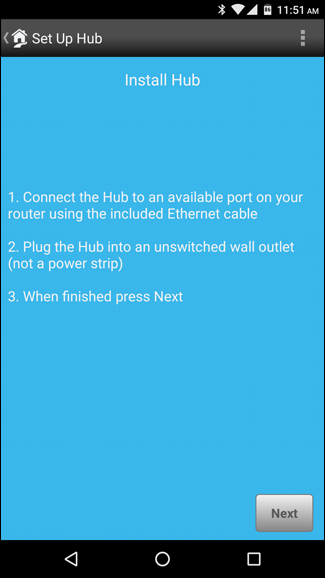 11:51 AM
Set Up Hub
Install Hub
1. Connect the Hub to an available port on your
router using the included Ethernet cable
2. Plug the Hub into an unswitched wall outlet
(not a power strip)
3. When finished press Next
Next